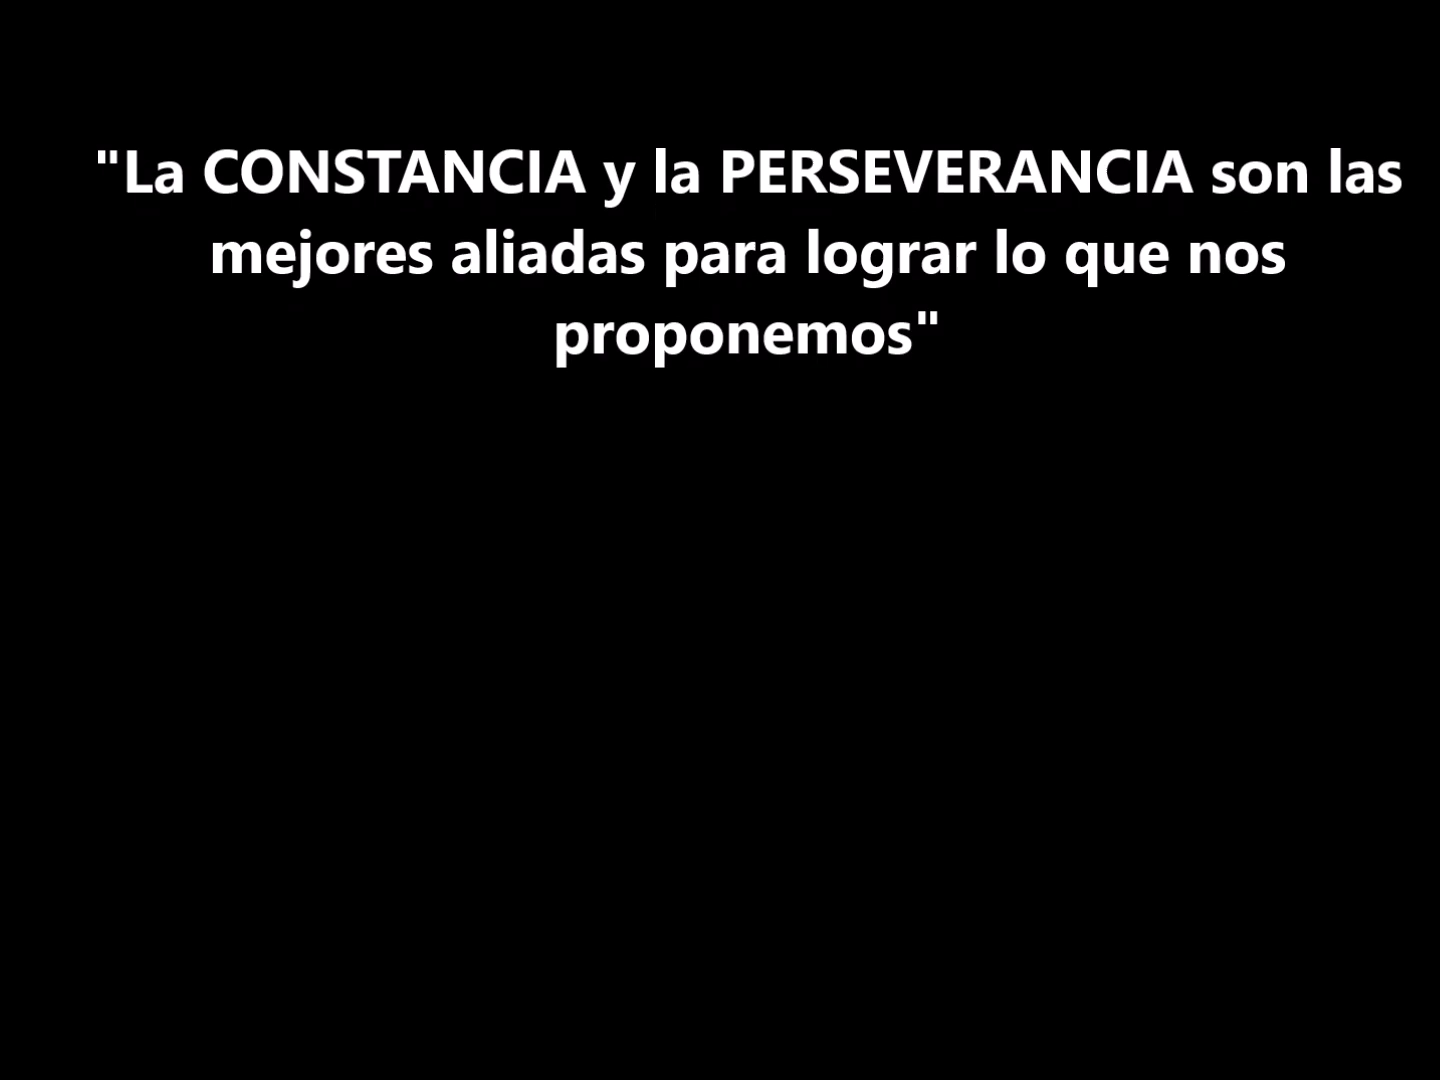 "La CONSTANCIA y la PERSEVERANCIA son las
mejores aliadas para lograr lo que nos
proponemos"